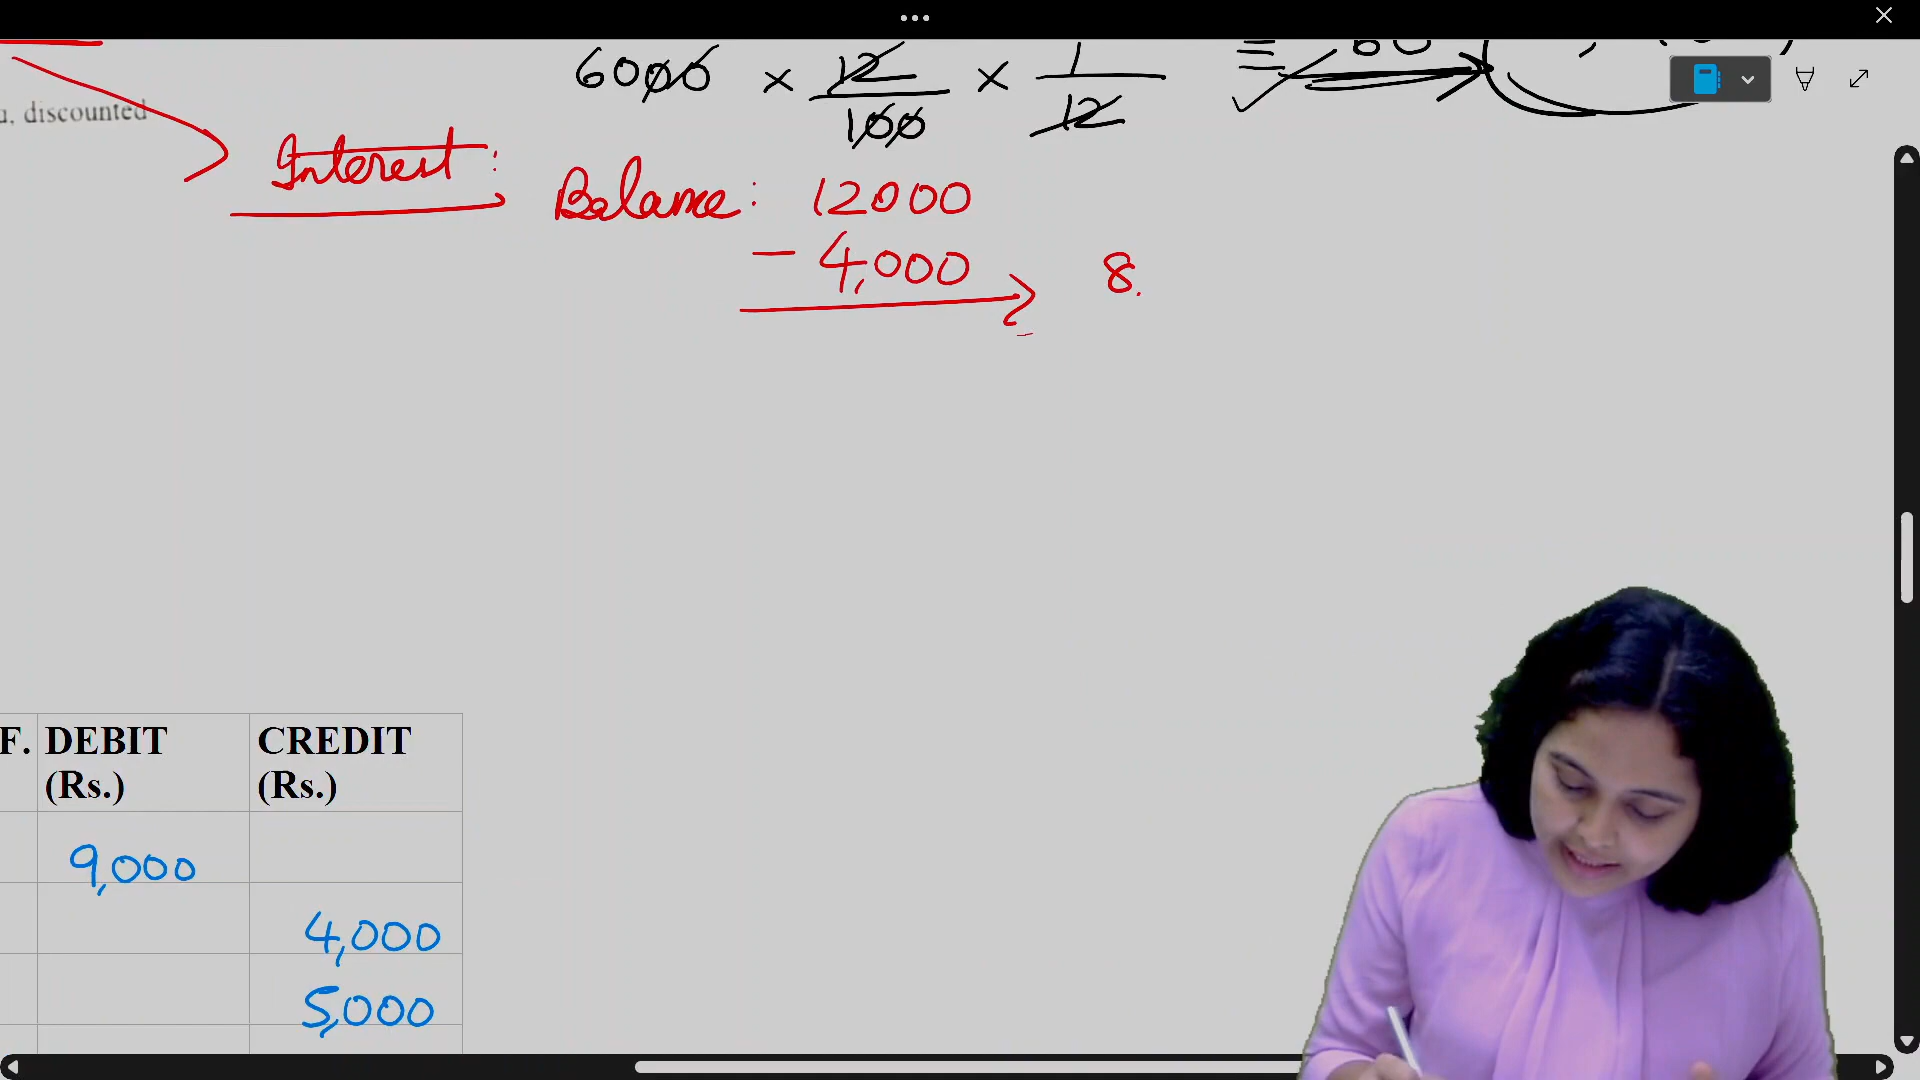 6000 × 12/100 × 1/12 = 60
discounted
Interest:
Balance: 12000
- 4,000 8.
F. DEBIT (Rs.) CREDIT (Rs.)
9,000
4,000
5,000